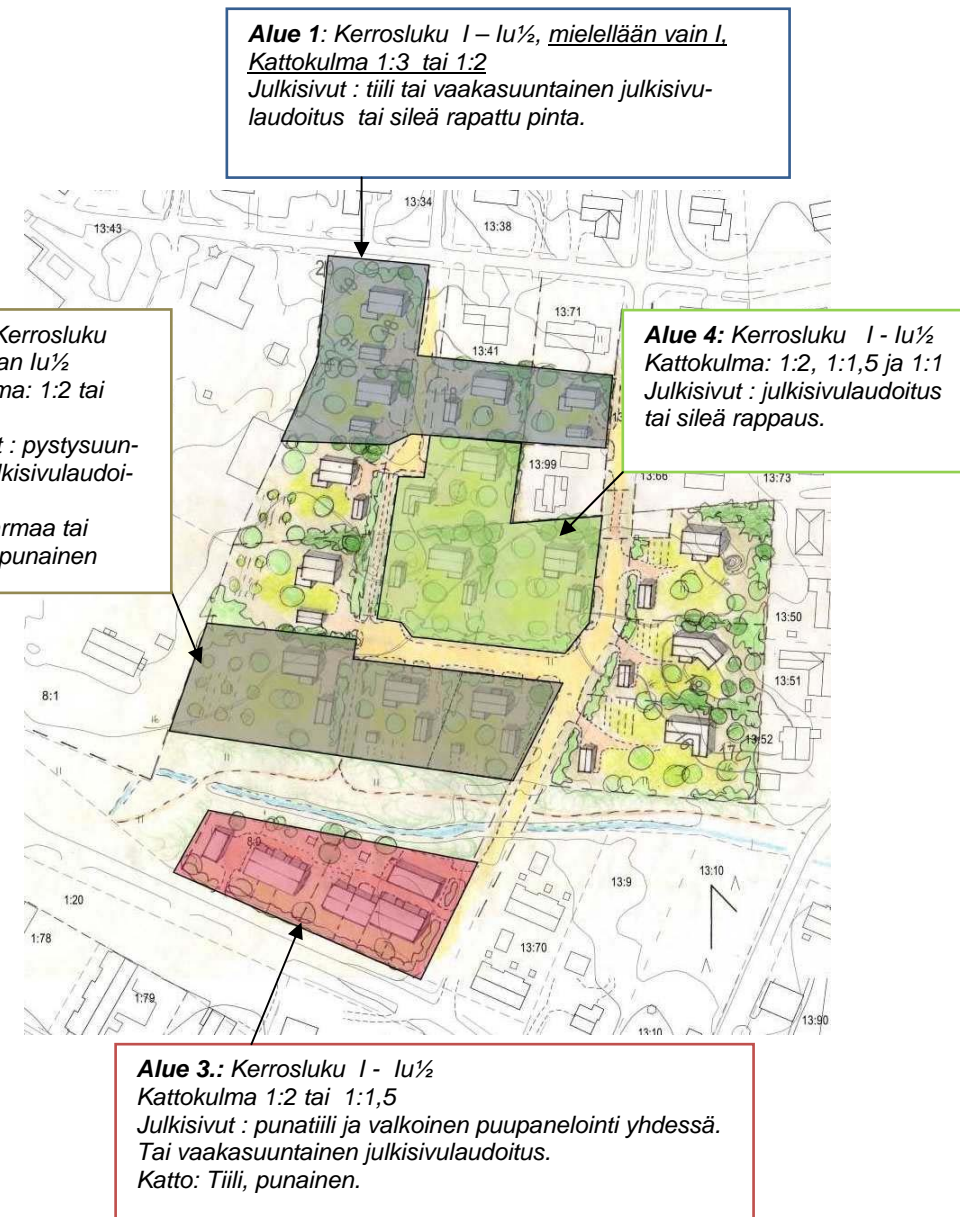 Alue 1: Kerrosluku I – Iu½, mielellään vain I,
Kattokulma 1:3 tai 1:2
Julkisivut : tiili tai vaakasuuntainen julkisivu-
laudoitus tai sileä rapattu pinta.
13:43
13:34
13:38
13:71
13:41
Kerrosluku
an Iu½
ma: 1:2 tai
t : pystysuun-
lkisivulaudoi-
armaa tai
punainen
Alue 4: Kerrosluku I - Iu½
Kattokulma: 1:2, 1:1,5 ja 1:1
Julkisivut : julkisivulaudoitus
tai sileä rappaus.
13:99
13:66
13:73
13:50
13:51
8:1
13:52
8:9
13:9
13:10
1:20
1:78
13:70
1:79
13:10
13:90
Alue 3.: Kerrosluku I - Iu½
Kattokulma 1:2 tai 1:1,5
Julkisivut : punatiili ja valkoinen puupanelointi yhdessä.
Tai vaakasuuntainen julkisivulaudoitus.
Katto: Tiili, punainen.